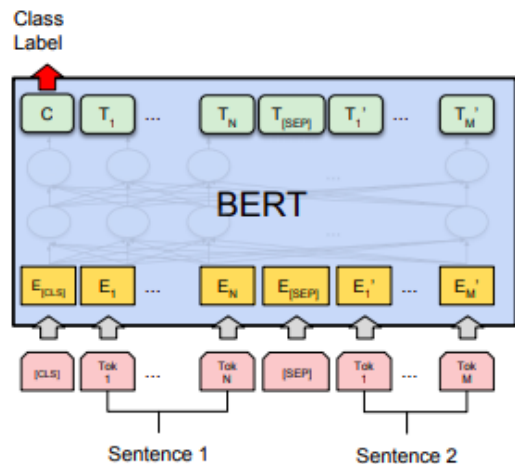 Class
Label
C T1 ... TN T[SEP] T1' ... TM'
...
BERT
...
E[CLS] E1 ... EN E[SEP] E1' ... EM'
[CLS] Tok 1 ... Tok N [SEP] Tok 1 ... Tok M
Sentence 1 Sentence 2